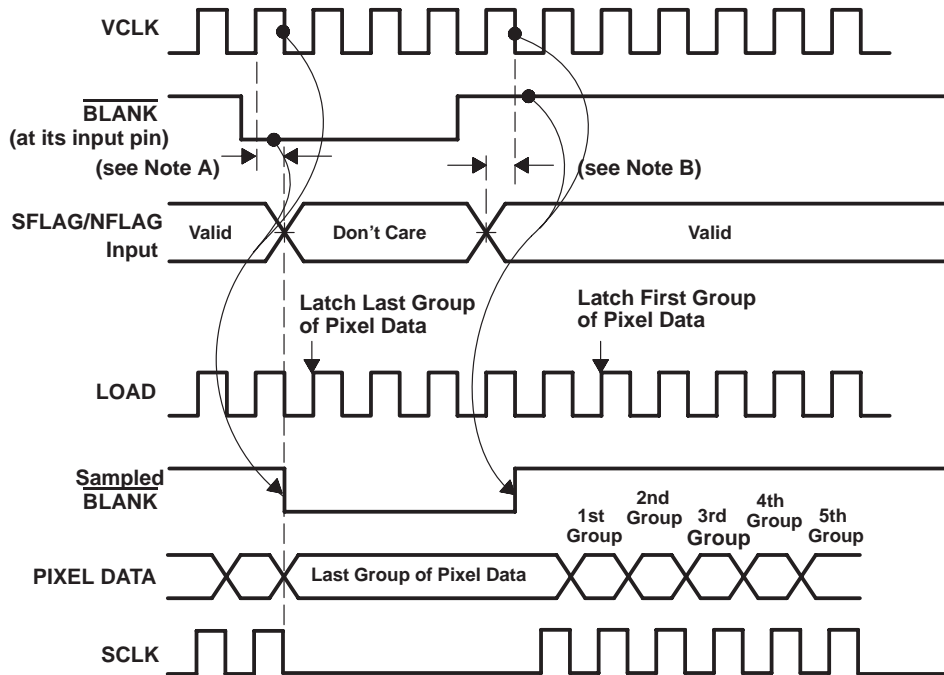 VCLK
BLANK
(at its input pin)
(see Note A)
(see Note B)
SFLAG/NFLAG
Input
Valid
Don't Care
Valid
Latch Last Group
of Pixel Data
Latch First Group
of Pixel Data
LOAD
Sampled
BLANK
1st
Group
2nd
Group
3rd
Group
4th
Group
5th
Group
PIXEL DATA
Last Group of Pixel Data
SCLK